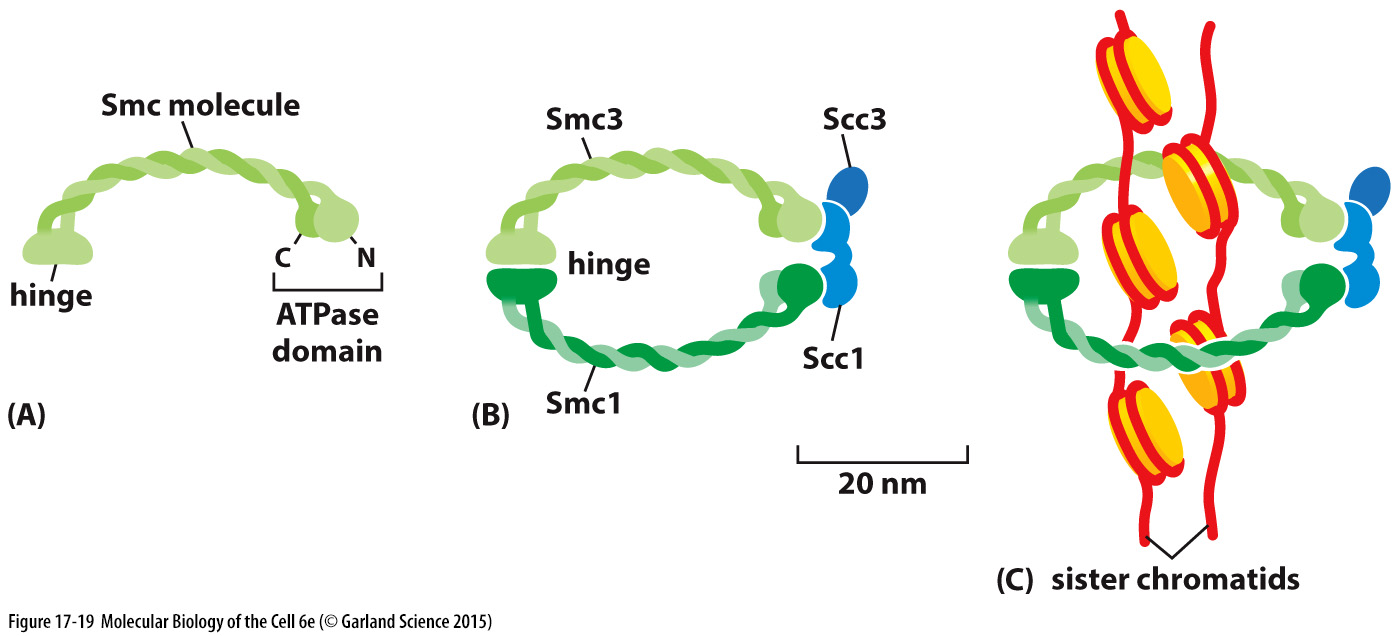 Smc molecule
hinge
C
N
ATPase
domain
(A)
Smc3
Scc3
hinge
Scc1
Smc1
(B)
20 nm
(C) sister chromatids
Figure 17-19 Molecular Biology of the Cell 6e (© Garland Science 2015)